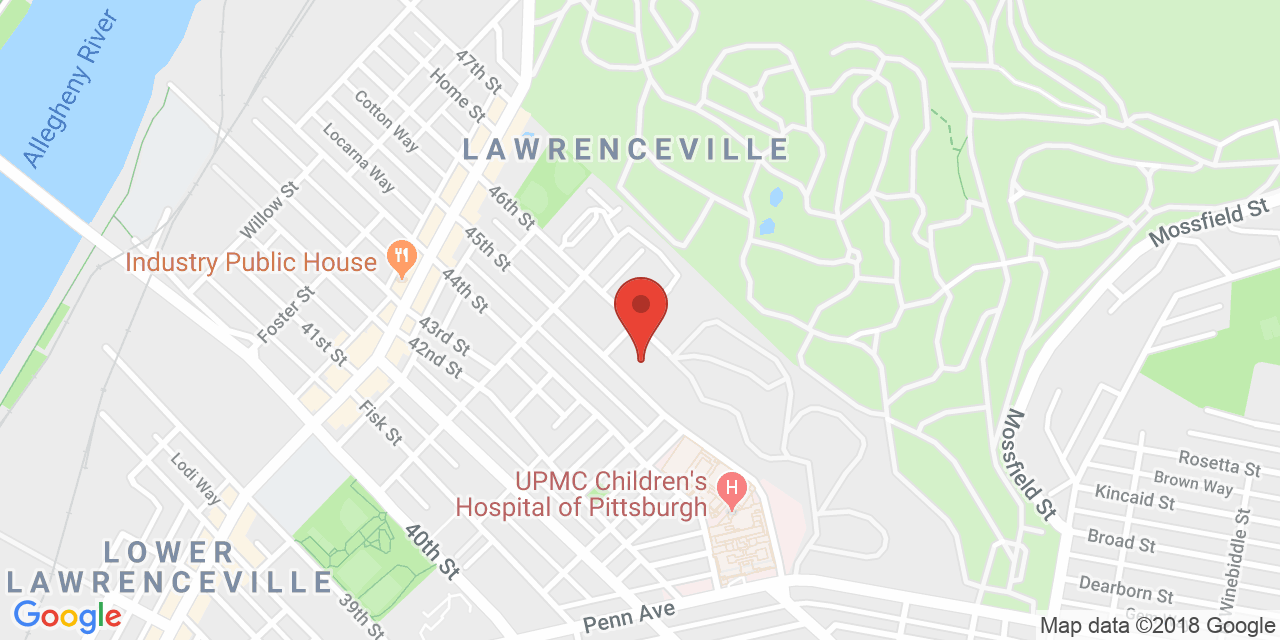 Allegheny River
47th St
Home St
Cotton Way
Locarna Way
LAWRENCEVILLE
Willow St
46th St
45th St
44th St
Industry Public House
Foster St
41st St
43rd St
42nd St
Mossfield St
Fisk St
Lodi Way
UPMC Children's
Hospital of Pittsburgh
H
Mossfield St
Rosetta St
Brown Way
Kincaid St
Broad St
Winebiddle St
Dearborn St
40th St
LOWER
LAWRENCEVILLE
39th St
Penn Ave
Google
Map data ©2018 Google